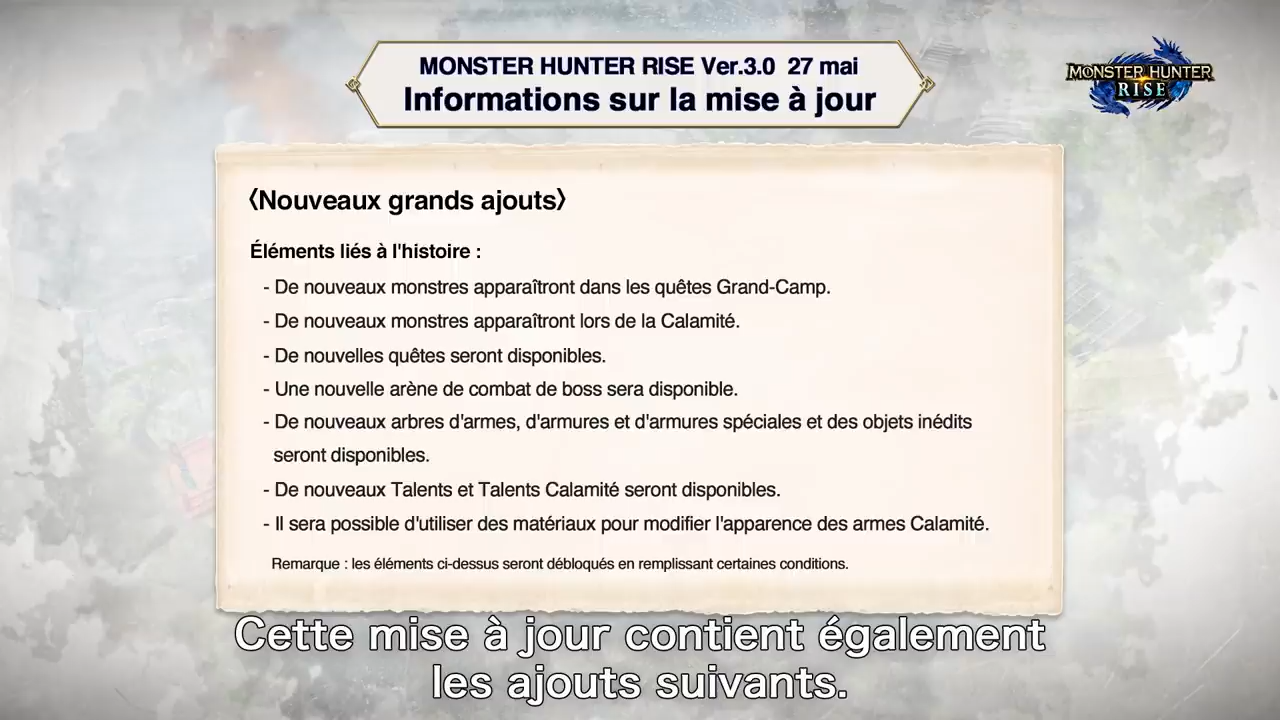 MONSTER HUNTER RISE Ver.3.0 27 mai
Informations sur la mise à jour
MONSTER HUNTER
RISE
〈Nouveaux grands ajouts〉
Éléments liés à l'histoire :
- De nouveaux monstres apparaîtront dans les quêtes Grand-Camp.
- De nouveaux monstres apparaîtront lors de la Calamité.
- De nouvelles quêtes seront disponibles.
- Une nouvelle arène de combat de boss sera disponible.
- De nouveaux arbres d'armes, d'armures et d'armures spéciales et des objets inédits
seront disponibles.
- De nouveaux Talents et Talents Calamité seront disponibles.
- Il sera possible d'utiliser des matériaux pour modifier l'apparence des armes Calamité.
Remarque : les éléments ci-dessus seront débloqués en remplissant certaines conditions.
Cette mise à jour contient également
les ajouts suivants.